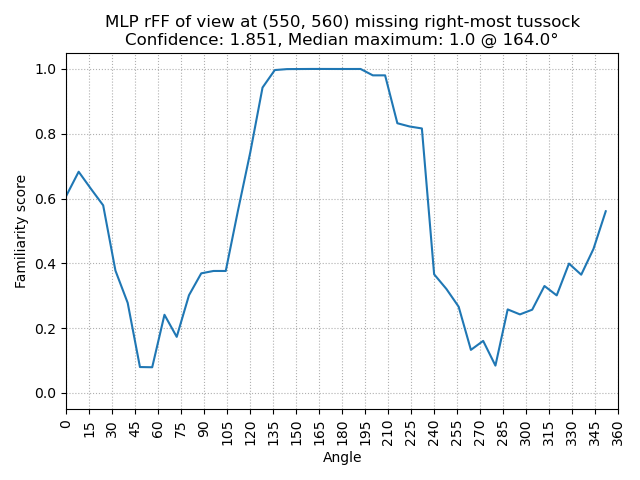 MLP rFF of view at (550, 560) missing right-most tussock
Confidence: 1.851, Median maximum: 1.0 @ 164.0°
1.0
0.8
0.6
0.4
0.2
0.0
Familiarity score
0 15 30 45 60 75 90 105 120 135 150 165 180 195 210 225 240 255 270 285 300 315 330 345 360
Angle